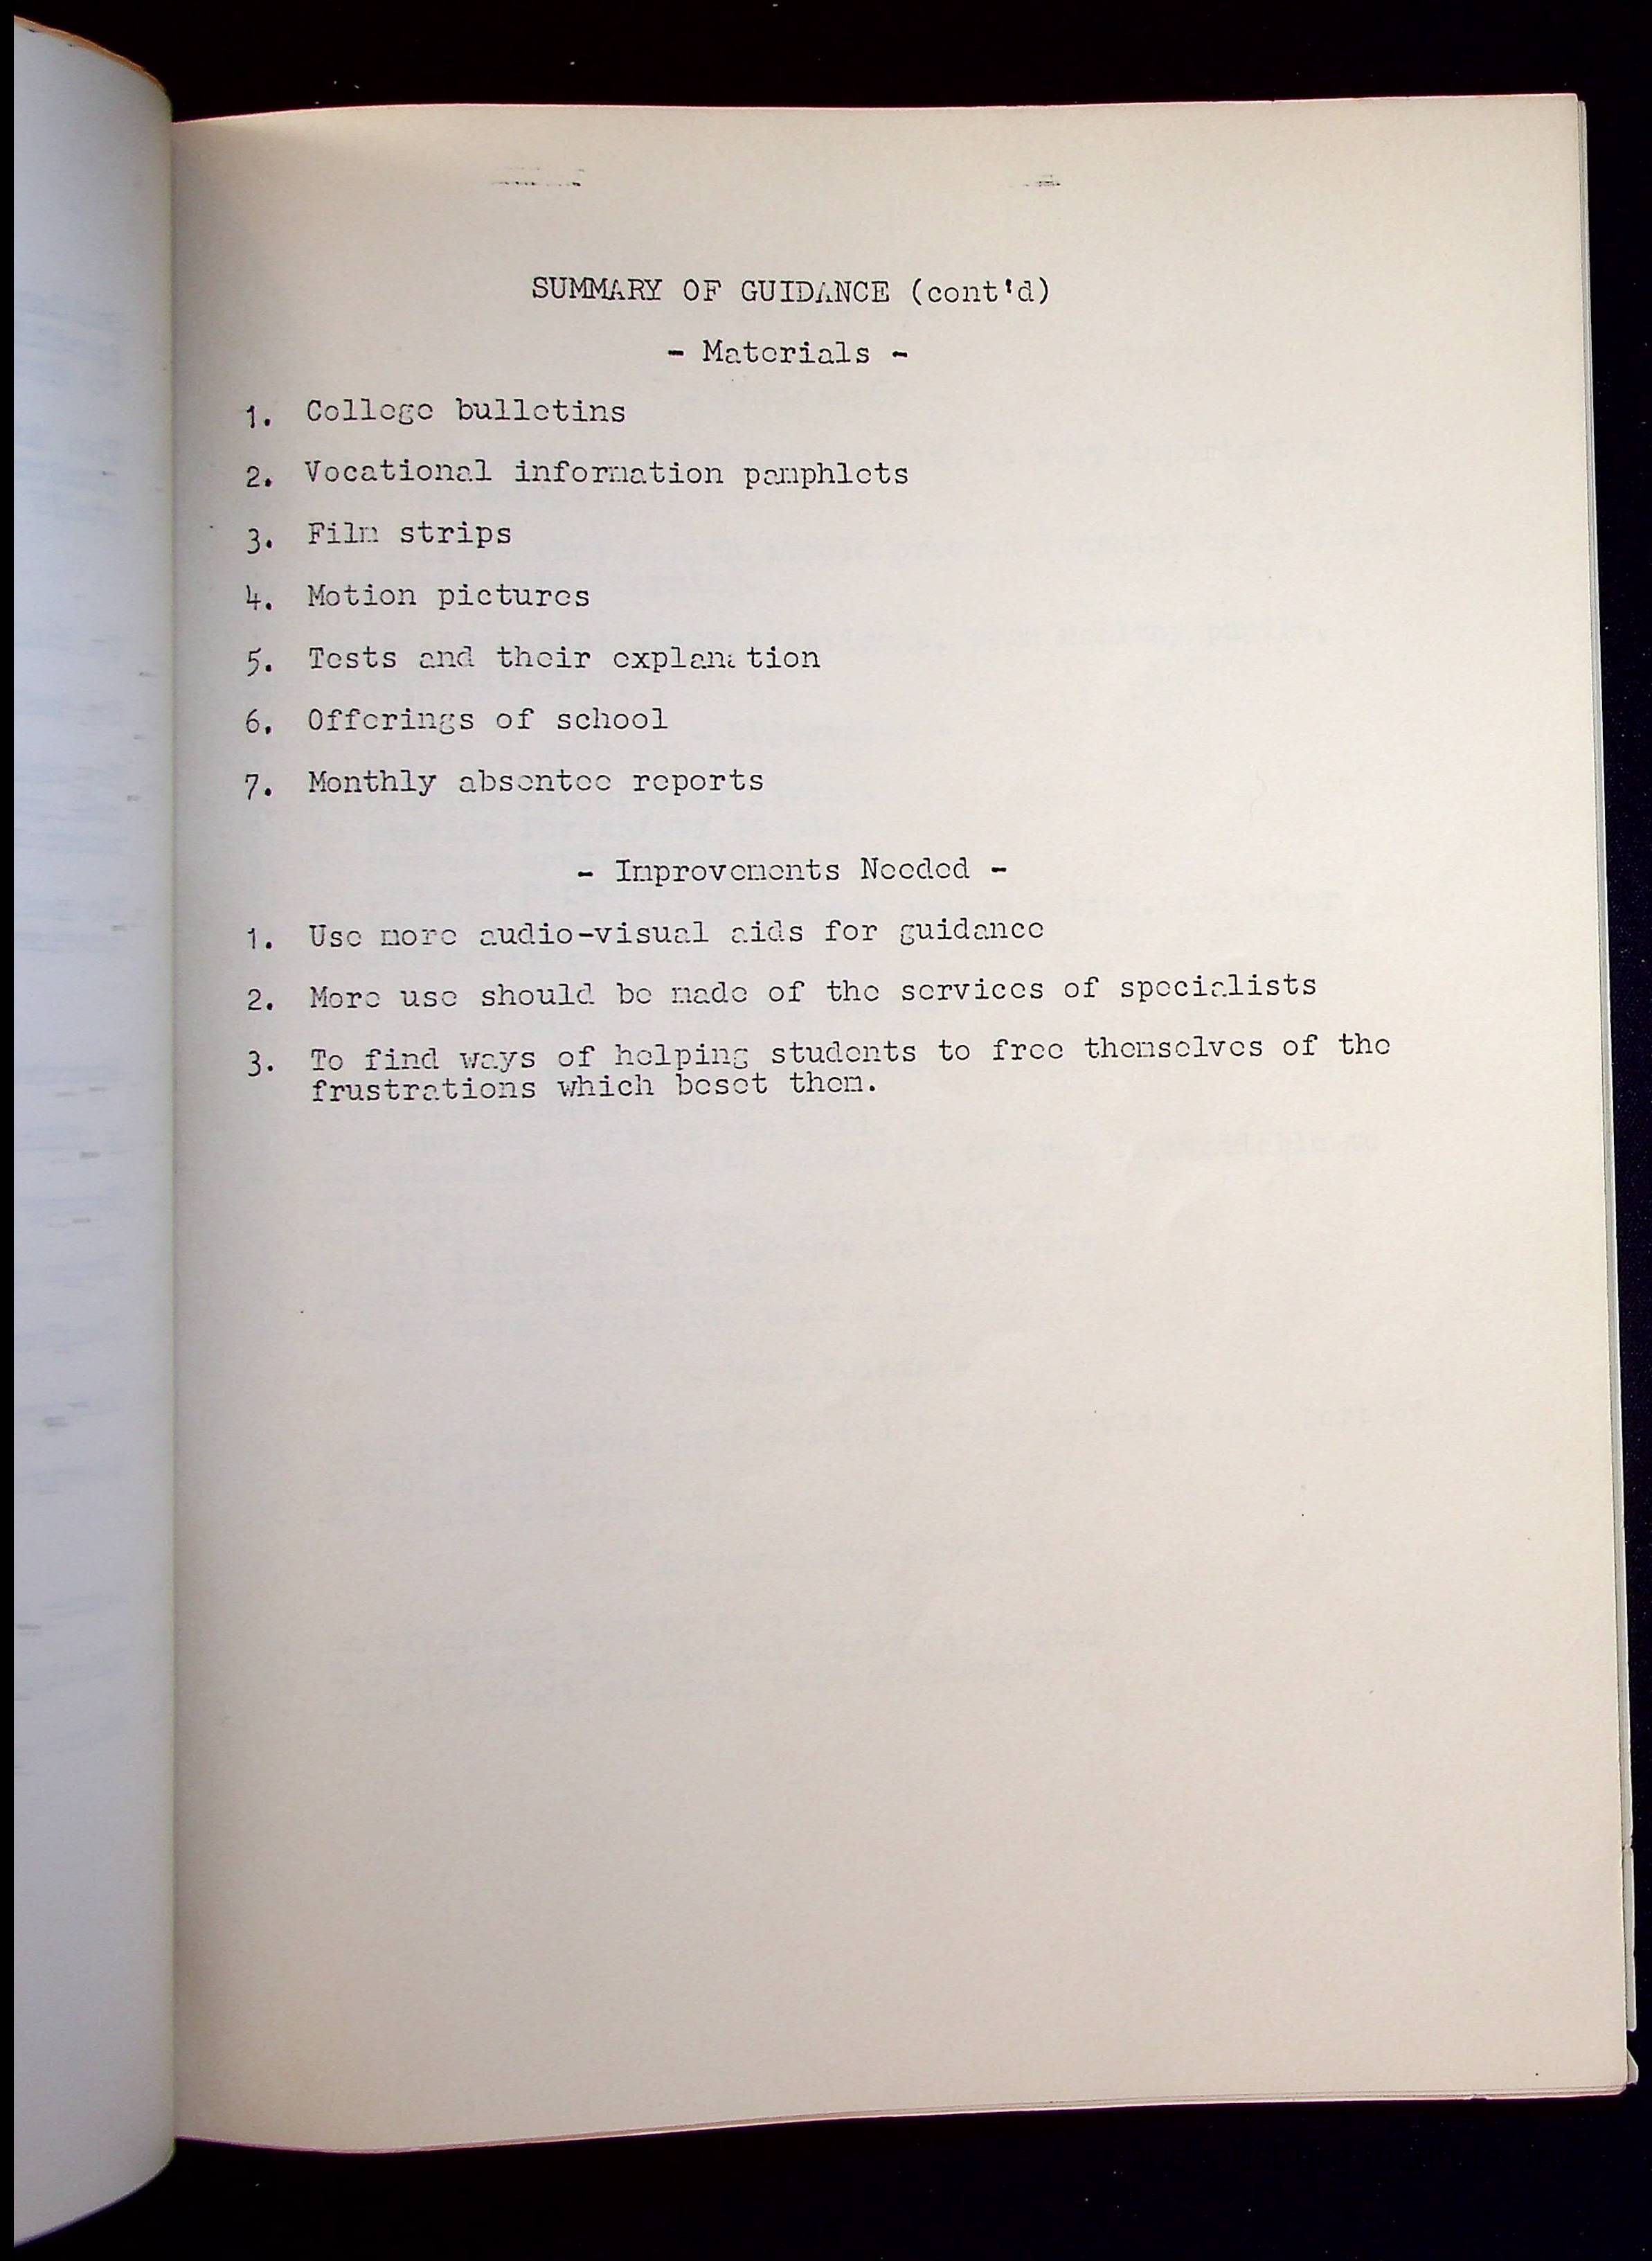 SUMMARY OF GUIDANCE (cont'd)
- Materials -
1. College bulletins
2. Vocational information pamphlets
3. Film strips
4. Motion pictures
5. Tests and their explanation
6. Offerings of school
7. Monthly absentee reports
- Improvements Needed -
1. Use more audio-visual aids for guidance
2. More use should be made of the services of specialists
3. To find ways of helping students to free themselves of the
frustrations which beset them.